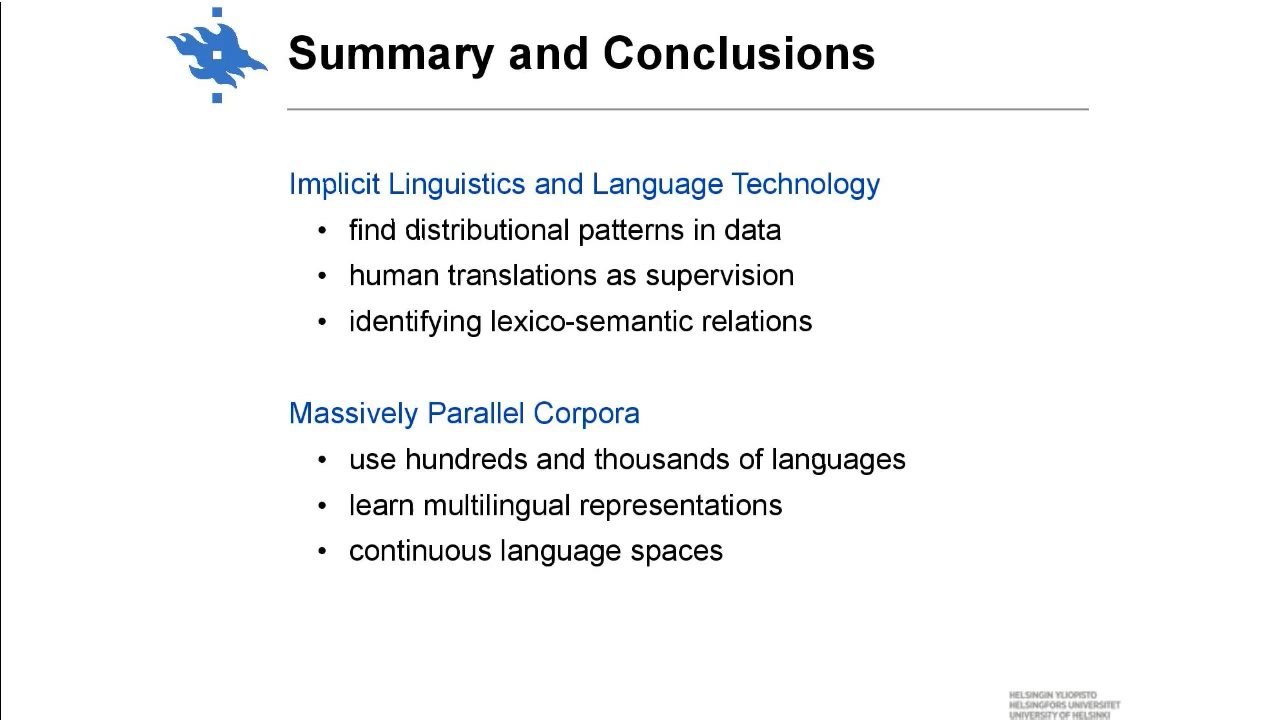 Summary and Conclusions
Implicit Linguistics and Language Technology
• find distributional patterns in data
• human translations as supervision
• identifying lexico-semantic relations
Massively Parallel Corpora
• use hundreds and thousands of languages
• learn multilingual representations
• continuous language spaces
HELSINGIN YLIOPISTO
HELSINGFORS UNIVERSITET
UNIVERSITY OF HELSINKI